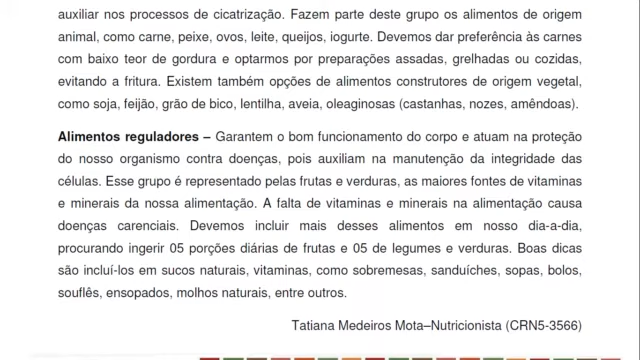 auxiliar nos processos de cicatrização. Fazem parte deste grupo os alimentos de origem
animal, como carne, peixe, ovos, leite, queijos, iogurte. Devemos dar preferência às carnes
com baixo teor de gordura e optarmos por preparações assadas, grelhadas ou cozidas,
evitando a fritura. Existem também opções de alimentos construtores de origem vegetal,
como soja, feijão, grão de bico, lentilha, aveia, oleaginosas (castanhas, nozes, amêndoas).
Alimentos reguladores – Garantem o bom funcionamento do corpo e atuam na proteção
do nosso organismo contra doenças, pois auxiliam na manutenção da integridade das
células. Esse grupo é representado pelas frutas e verduras, as maiores fontes de vitaminas
e minerais da nossa alimentação. A falta de vitaminas e minerais na alimentação causa
doenças carenciais. Devemos incluir mais desses alimentos em nosso dia-a-dia,
procurando ingerir 05 porções diárias de frutas e 05 de legumes e verduras. Boas dicas
são incluí-los em sucos naturais, vitaminas, como sobremesas, sanduíches, sopas, bolos,
souflês, ensopados, molhos naturais, entre outros.
Tatiana Medeiros Mota–Nutricionista (CRN5-3566)